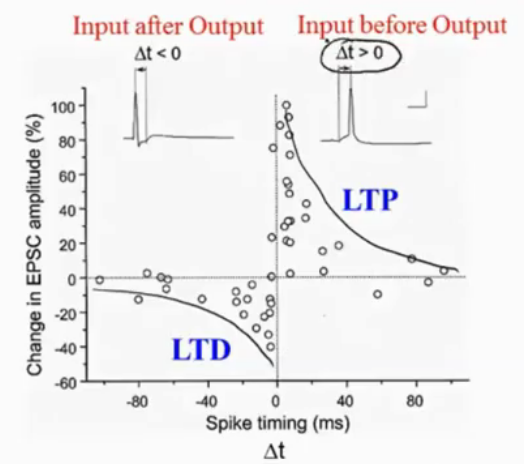 Input after Output
Input before Output
Δt < 0
Δt > 0
Change in EPSC amplitude (%)
100
80
60
40
20
0
-20
-40
-60
LTP
LTD
-80
-40
0
40
80
Spike timing (ms)
Δt